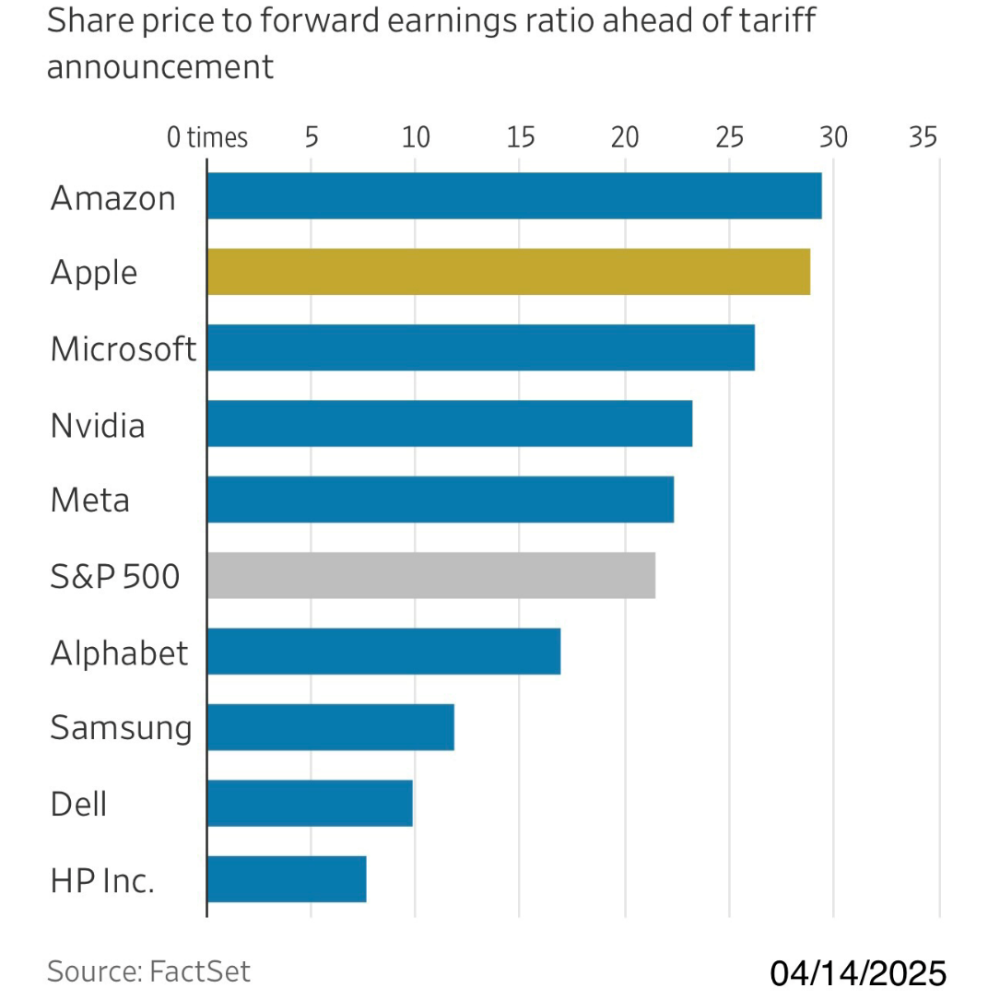 Share price to forward earnings ratio ahead of tariff
announcement
0 times 5 10 15 20 25 30 35
Amazon
Apple
Microsoft
Nvidia
Meta
S&P 500
Alphabet
Samsung
Dell
HP Inc.
Source: FactSet 04/14/2025